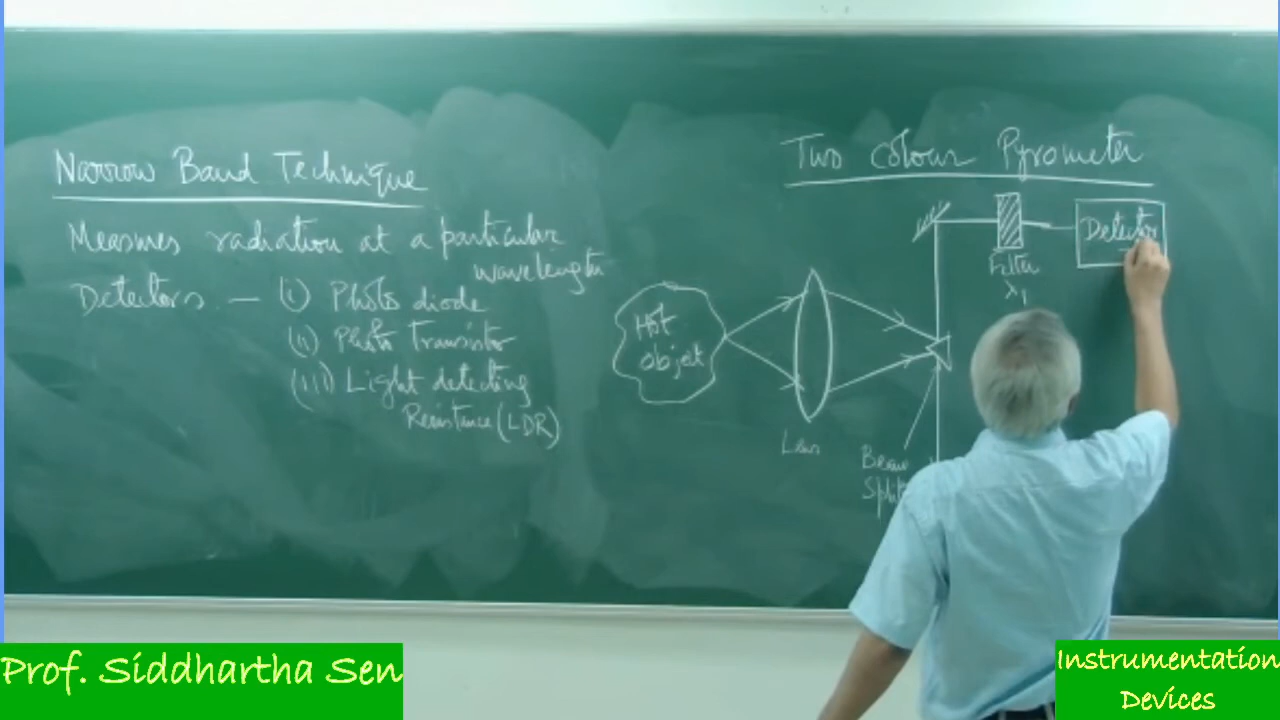 Narrow Band Technique
Measures radiation at a particular
wavelength
Detectors — (i) Photo diode
(ii) Photo Transistor
(iii) Light detecting
Resistance (LDR)
Two Colour Pyrometer
Detector
Filter
λ1
Hot
object
Lens
Beam
Split
Prof. Siddhartha Sen
Instrumentation
Devices